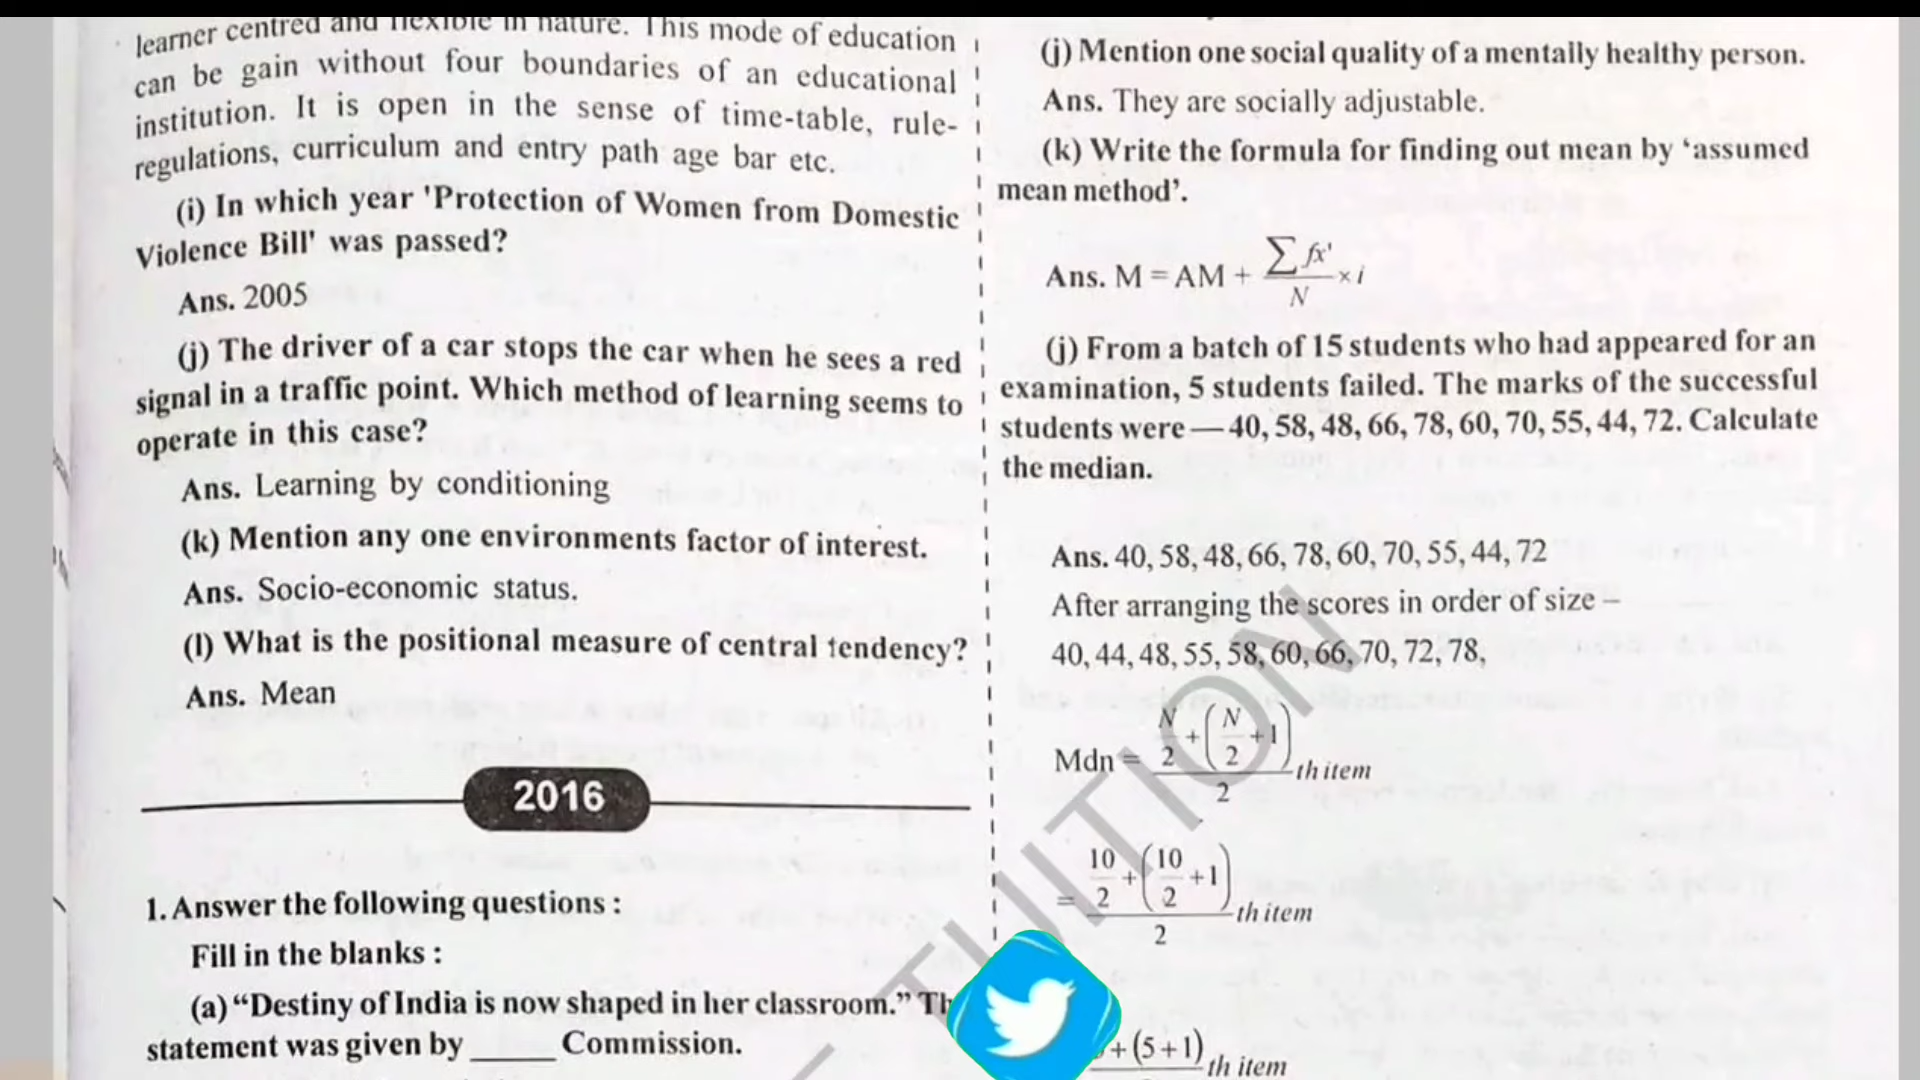 learner centred and flexible in nature. This mode of education
can be gain without four boundaries of an educational
institution. It is open in the sense of time-table, rule-
regulations, curriculum and entry path age bar etc.
(i) In which year 'Protection of Women from Domestic
Violence Bill' was passed?
Ans. 2005
(j) The driver of a car stops the car when he sees a red
signal in a traffic point. Which method of learning seems to
operate in this case?
Ans. Learning by conditioning
(k) Mention any one environments factor of interest.
Ans. Socio-economic status.
(l) What is the positional measure of central tendency?
Ans. Mean
2016
1. Answer the following questions :
Fill in the blanks :
(a) “Destiny of India is now shaped in her classroom.”
statement was given by _____ Commission.
(j) Mention one social quality of a mentally healthy person.
Ans. They are socially adjustable.
(k) Write the formula for finding out mean by ‘assumed
mean method’.
Ans. M = AM + ∑fx'/N × i
(j) From a batch of 15 students who had appeared for an
examination, 5 students failed. The marks of the successful
students were — 40, 58, 48, 66, 78, 60, 70, 55, 44, 72. Calculate
the median.
Ans. 40, 58, 48, 66, 78, 60, 70, 55, 44, 72
After arranging the scores in order of size –
40, 44, 48, 55, 58, 60, 66, 70, 72, 78,
Mdn = (N/2 + (N/2 + 1))/2 th item
= (10/2 + (10/2 + 1))/2 th item
+ (5 + 1) th item
TUITION